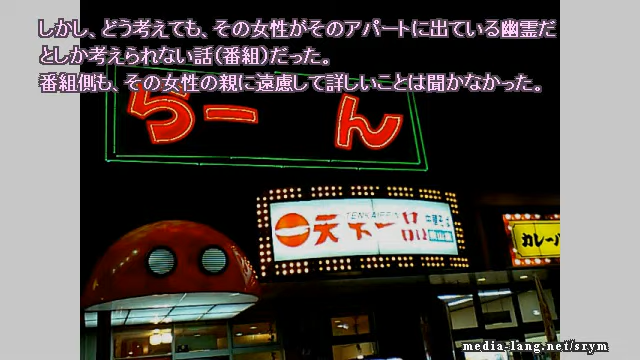 しかし、どう考えても、その女性がそのアパートに出ている幽霊だ
としか考えられない話（番組）だった。
番組側も、その女性の親に遠慮して詳しいことは聞かなかった。
らーめん
TENKAIPPIN
天下一品
カレーハ
media-lang.net/srym